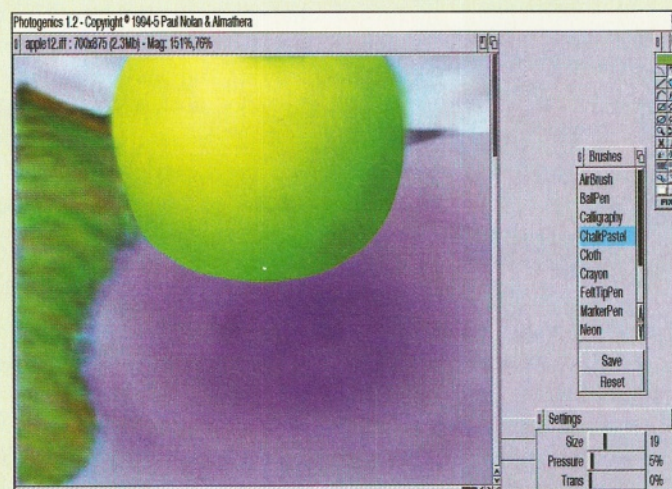 Photogenics 1.2 - Copyright © 1994-5 Paul Nolan & Almathera
apple12.iff : 700x875 (2.3Mb) - Mag: 151%,76%
Brushes
AirBrush
BallPen
Calligraphy
ChalkPastel
Cloth
Crayon
FeltTipPen
MarkerPen
Neon
Save
Reset
Settings
Size 19
Pressure 5%
Trans 0%